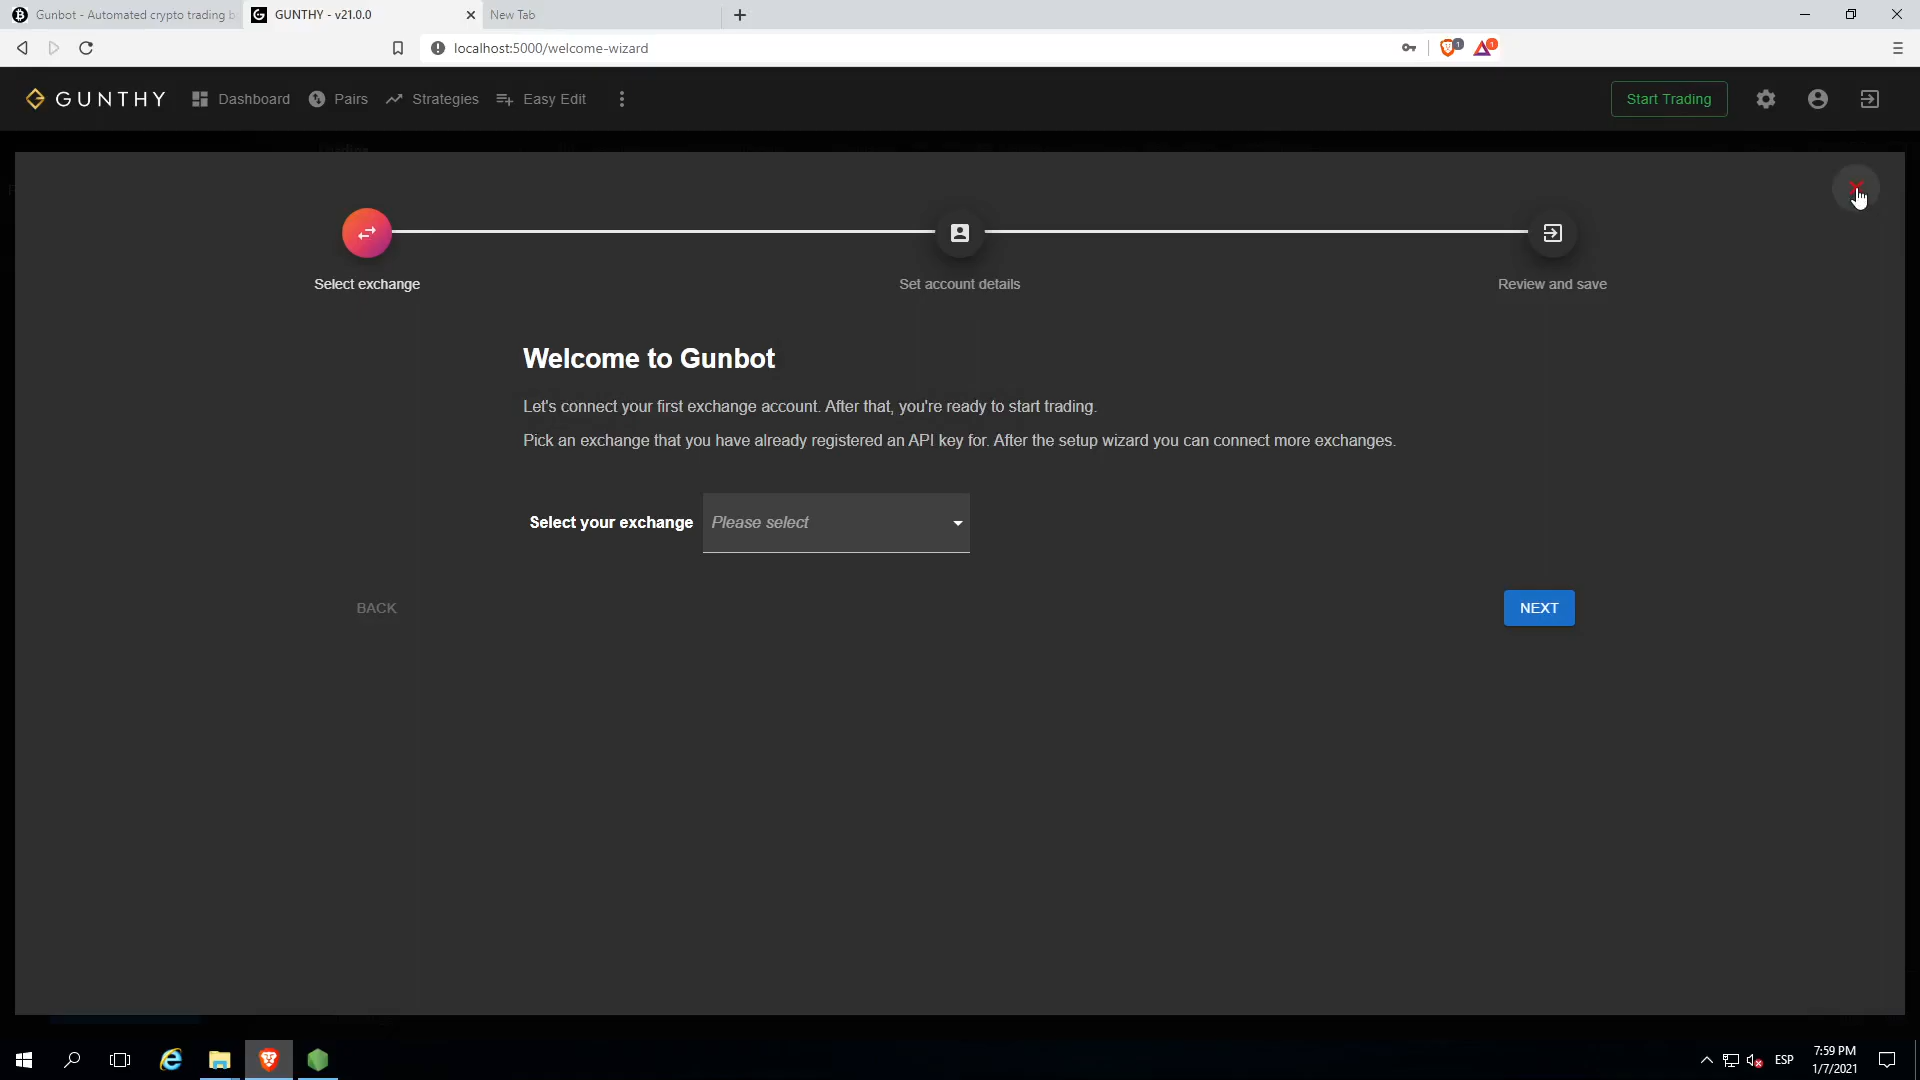 Gunbot - Automated crypto trading b
GUNTHY - v21.0.0
New Tab
localhost:5000/welcome-wizard
1
1
GUNTHY
Dashboard
Pairs
Strategies
Easy Edit
Start Trading
Select exchange
Set account details
Review and save
Welcome to Gunbot
Let's connect your first exchange account. After that, you're ready to start trading.
Pick an exchange that you have already registered an API key for. After the setup wizard you can connect more exchanges.
Select your exchange
Please select
BACK
NEXT
ESP
7:59 PM
1/7/2021